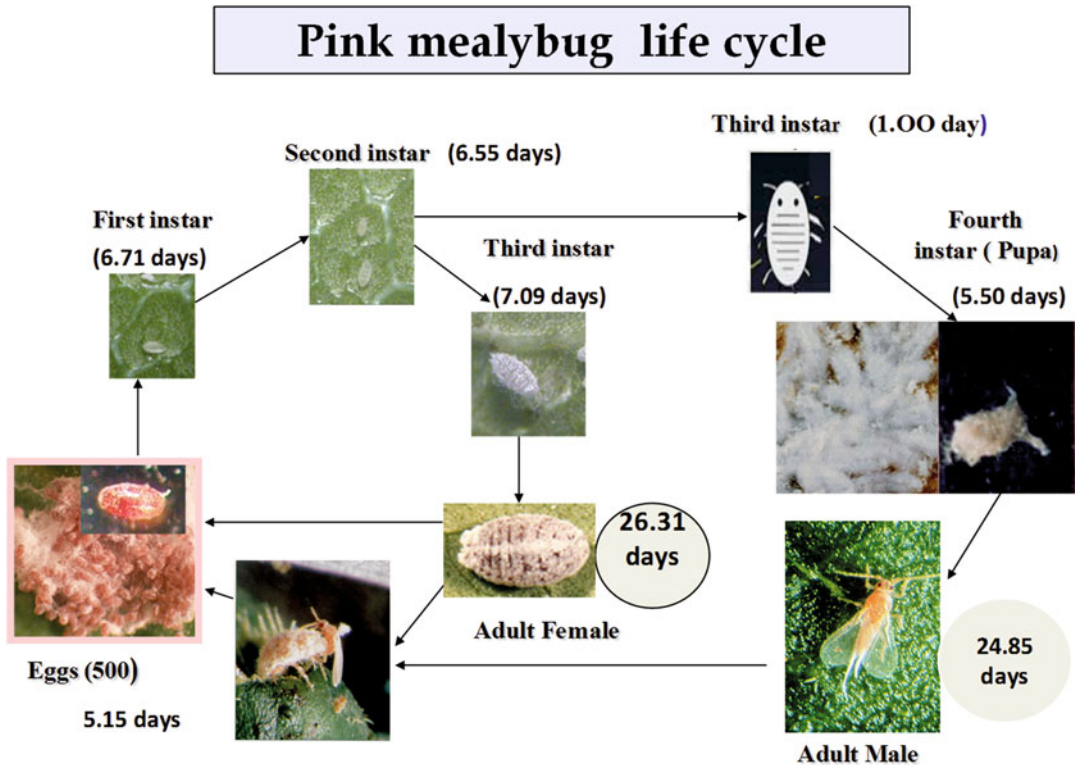 Pink mealybug life cycle
Third instar (1.OO day)
Second instar (6.55 days)
First instar
(6.71 days)
Third instar
(7.09 days)
Fourth
instar ( Pupa)
(5.50 days)
26.31
days
Adult Female
24.85
days
Eggs (500)
5.15 days
Adult Male